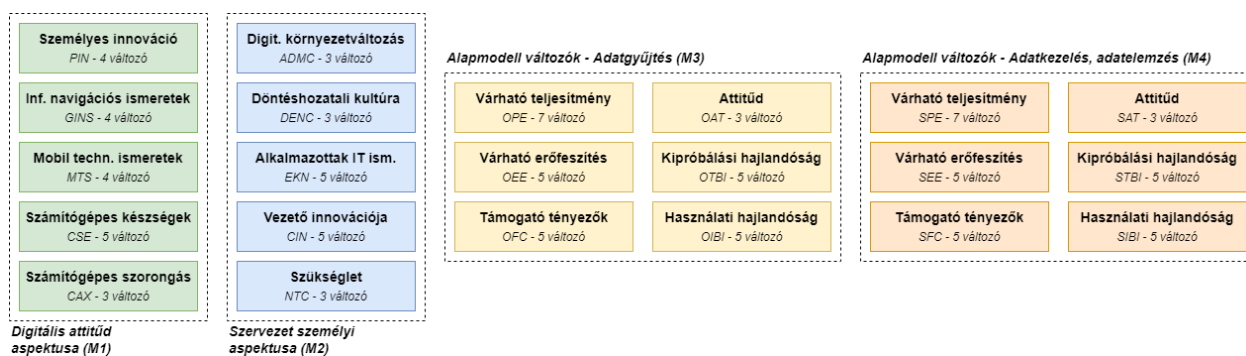 Személyes innováció
PIN - 4 változó
Inf. navigációs ismeretek
GINS - 4 változó
Mobil techn. ismeretek
MTS - 4 változó
Számítógépes készségek
CSE - 5 változó
Számítógépes szorongás
CAX - 3 változó
Digitális attitűd
aspektusa (M1)
Digit. környezetváltozás
ADMC - 3 változó
Döntéshozatali kultúra
DENC - 3 változó
Alkalmazottak IT ism.
EKN - 5 változó
Vezető innovációja
CIN - 5 változó
Szükséglet
NTC - 3 változó
Szervezet személyi
aspektusa (M2)
Alapmodell változók - Adatgyűjtés (M3)
Várható teljesítmény
OPE - 7 változó
Attitűd
OAT - 3 változó
Várható erőfeszítés
OEE - 5 változó
Kipróbálási hajlandóság
OTBI - 5 változó
Támogató tényezők
OFC - 5 változó
Használati hajlandóság
OIBI - 5 változó
Alapmodell változók - Adatkezelés, adatelemzés (M4)
Várható teljesítmény
SPE - 7 változó
Attitűd
SAT - 3 változó
Várható erőfeszítés
SEE - 5 változó
Kipróbálási hajlandóság
STBI - 5 változó
Támogató tényezők
SFC - 5 változó
Használati hajlandóság
SIBI - 5 változó